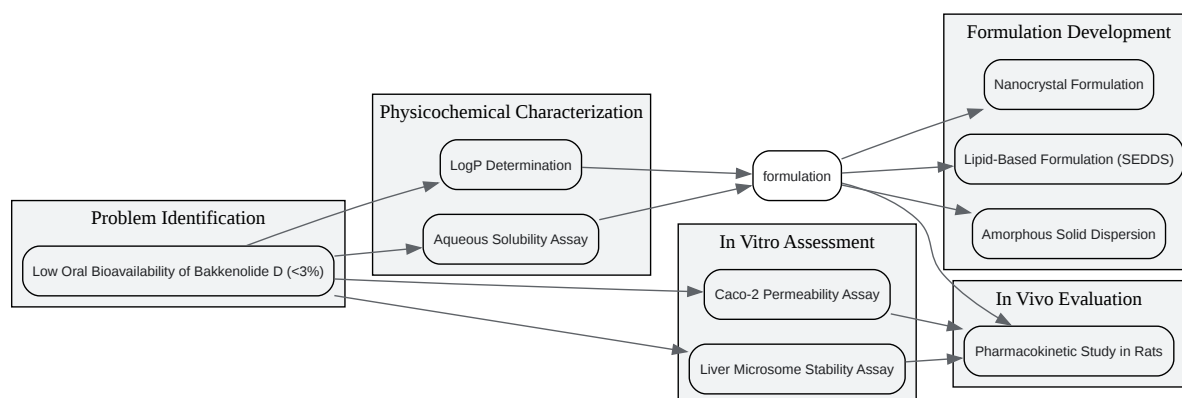 Problem Identification
Low Oral Bioavailability of Bakkenolide D (<3%)
Physicochemical Characterization
LogP Determination
Aqueous Solubility Assay
formulation
In Vitro Assessment
Caco-2 Permeability Assay
Liver Microsome Stability Assay
Formulation Development
Nanocrystal Formulation
Lipid-Based Formulation (SEDDS)
Amorphous Solid Dispersion
In Vivo Evaluation
Pharmacokinetic Study in Rats